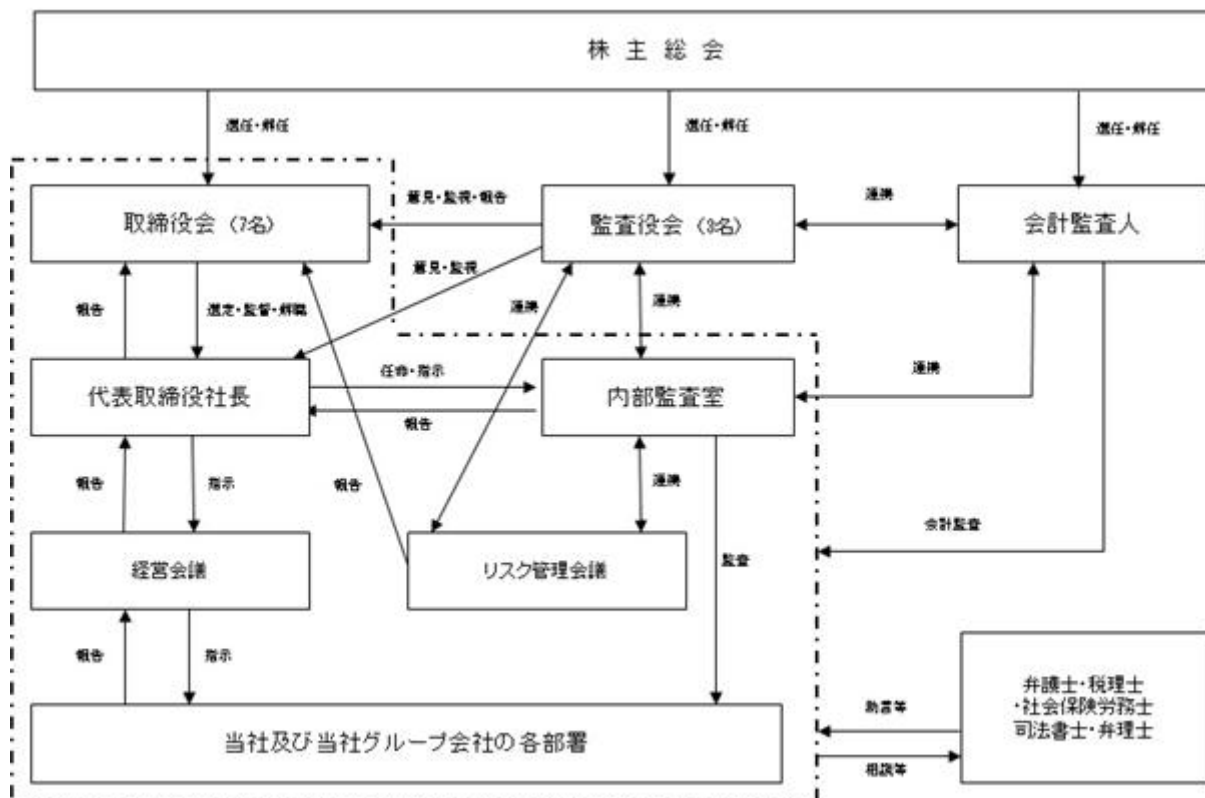 株主総会
選任・解任
選任・解任
選任・解任
取締役会（7名）
意見・監視・報告
監査役会（3名）
連携
会計監査人
報告
選定・監督・解職
意見・監視
連携
連携
代表取締役社長
任命・指示
報告
内部監査室
連携
報告
指示
報告
連携
会計監査
経営会議
リスク管理会議
監査
報告
指示
弁護士・税理士
・社会保険労務士
司法書士・弁理士
助言等
相談等
当社及び当社グループ会社の各部署